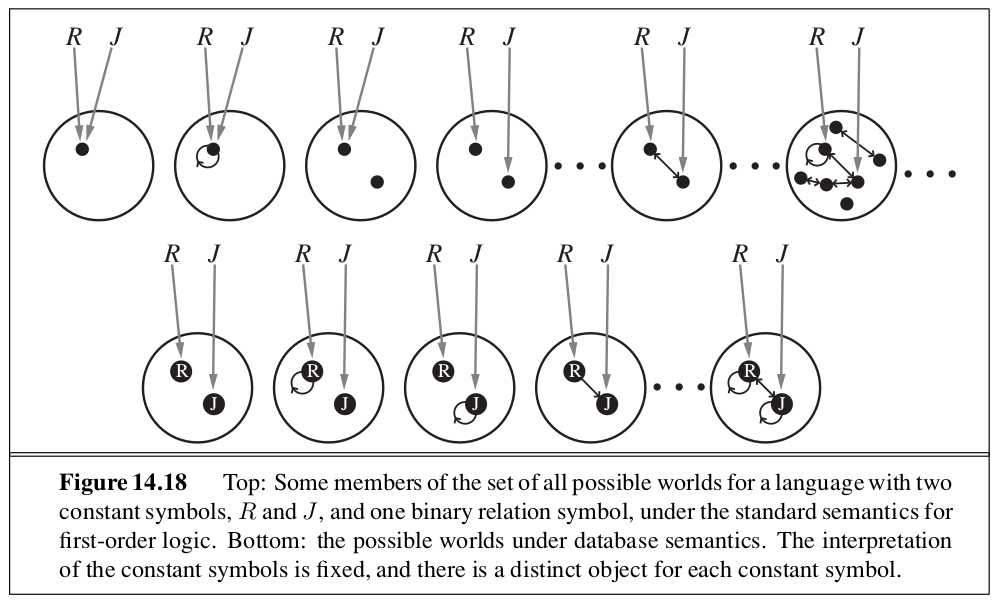 R J R J R J R J R J R J
R J R J R J R J R J
R R R R R
J J J J J
Figure 14.18 Top: Some members of the set of all possible worlds for a language with two
constant symbols, R and J, and one binary relation symbol, under the standard semantics for
first-order logic. Bottom: the possible worlds under database semantics. The interpretation
of the constant symbols is fixed, and there is a distinct object for each constant symbol.